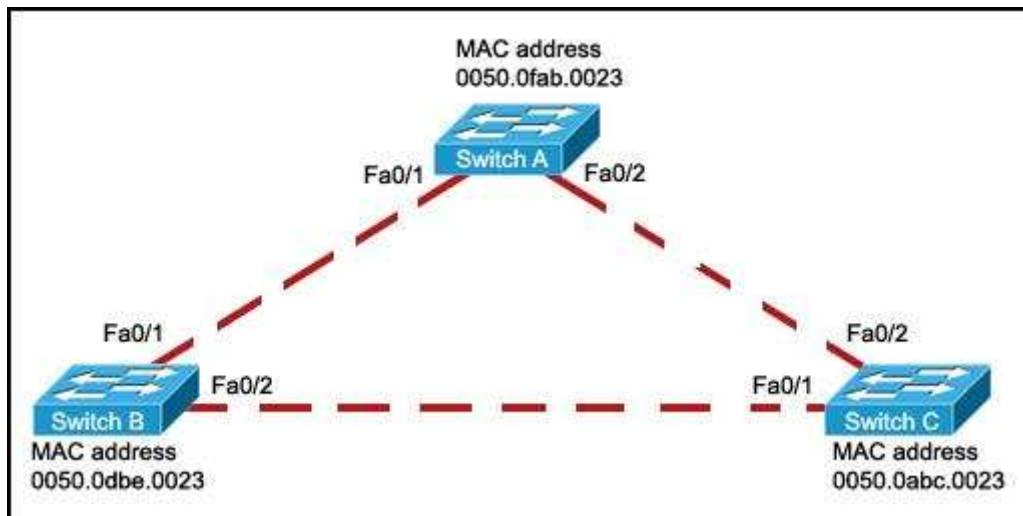 MAC address
0050.0fab.0023
Switch A
Fa0/1
Fa0/2
Fa0/1
Fa0/2
Fa0/2
Fa0/1
Switch B
Switch C
MAC address
0050.0dbe.0023
MAC address
0050.0abc.0023